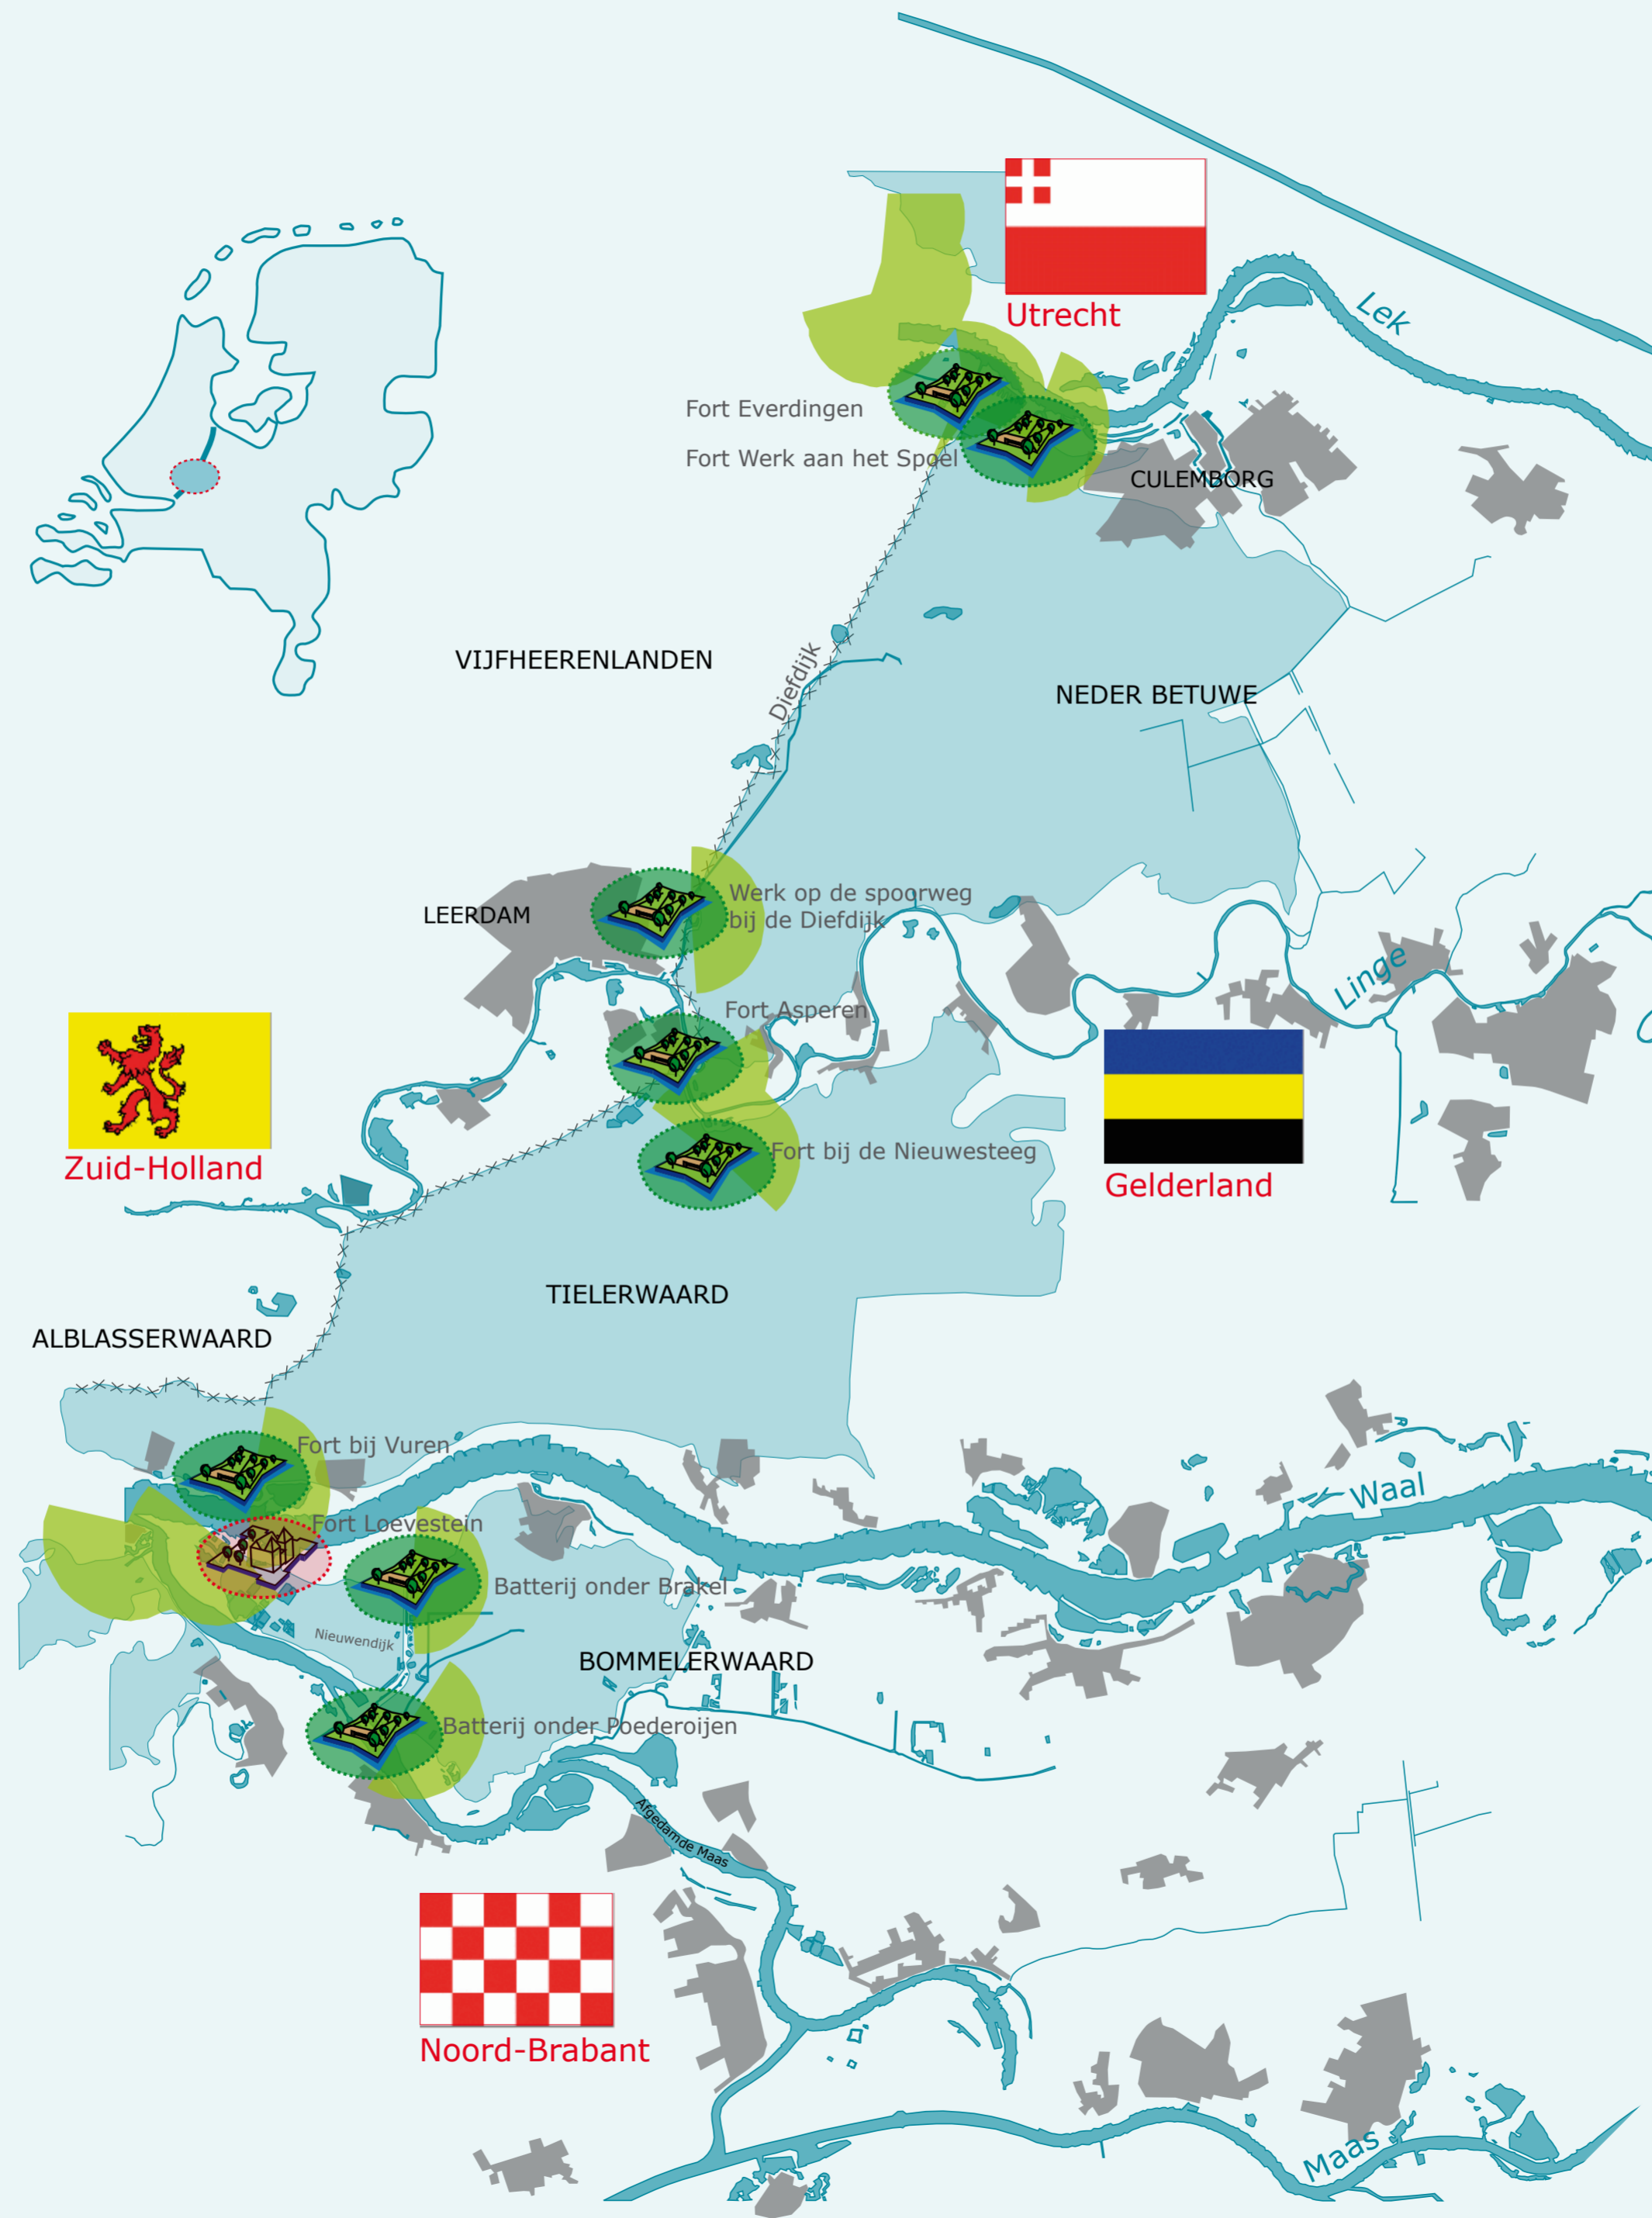 Utrecht
Lek
Fort Everdingen
Fort Werk aan het Spoel
CULEMBORG
VIJFHEERENLANDEN
Diefdijk
NEDER BETUWE
LEERDAM
Werk op de spoorweg
bij de Diefdijk
Linge
Fort Asperen
Zuid-Holland
Fort bij de Nieuwesteeg
Gelderland
TIELERWAARD
ALBLASSERWAARD
Fort bij Vuren
Waal
Fort Loevestein
Batterij onder Brakel
Nieuwendijk
BOMMELERWAARD
Batterij onder Poederoijen
Afgedamde Maas
Noord-Brabant
Maas